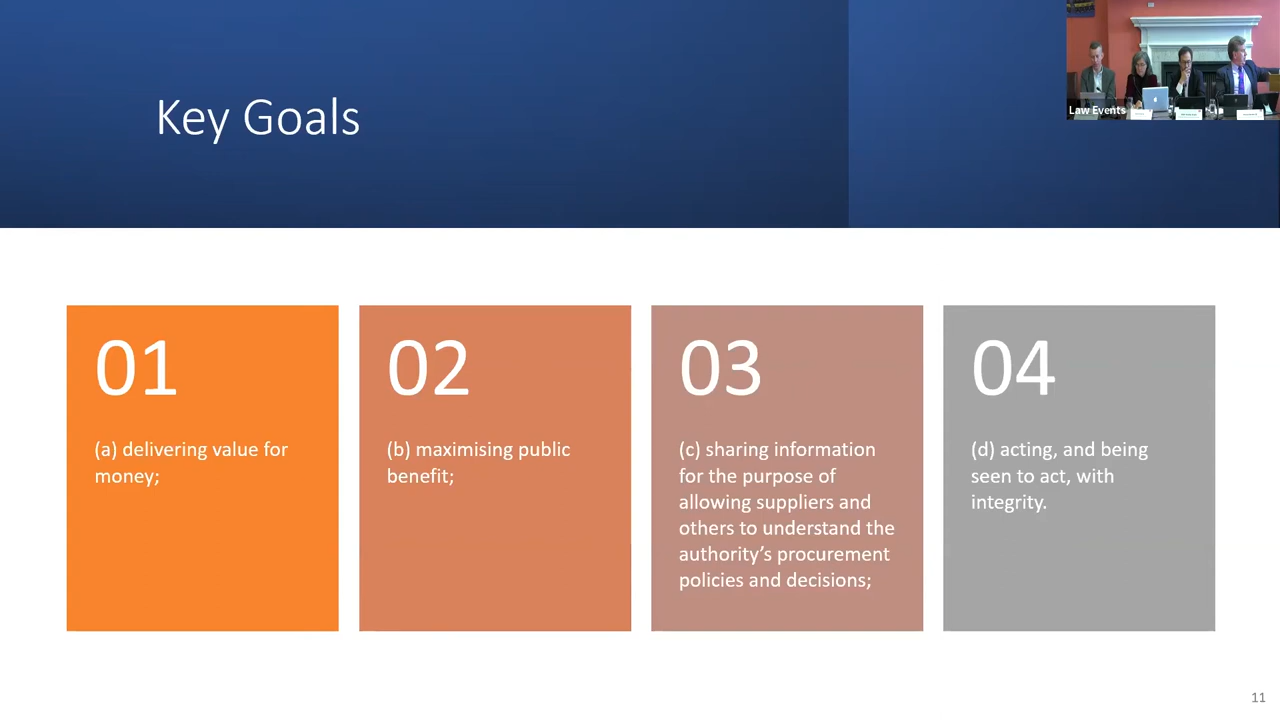 Key Goals
Law Events
01
(a) delivering value for
money;
02
(b) maximising public
benefit;
03
(c) sharing information
for the purpose of
allowing suppliers and
others to understand the
authority’s procurement
policies and decisions;
04
(d) acting, and being
seen to act, with
integrity.
11